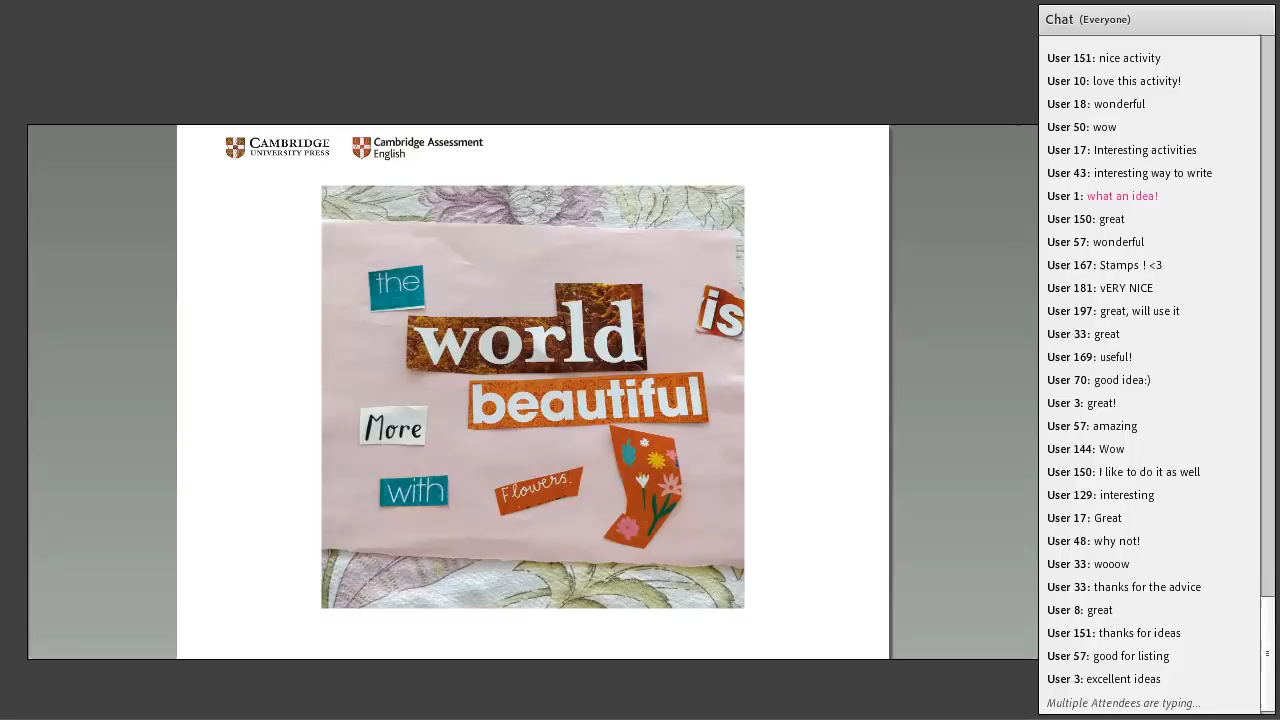 Chat (Everyone)
CAMBRIDGE
UNIVERSITY PRESS
Cambridge Assessment
English
the
world
is
beautiful
More
with
Flowers.
User 151: nice activity
User 10: love this activity!
User 18: wonderful
User 50: wow
User 17: Interesting activities
User 43: interesting way to write
User 1: what an idea!
User 150: great
User 57: wonderful
User 167: Stamps ! <3
User 181: vERY NICE
User 197: great, will use it
User 33: great
User 169: useful!
User 70: good idea:)
User 3: great!
User 57: amazing
User 144: Wow
User 150: I like to do it as well
User 129: interesting
User 17: Great
User 48: why not!
User 33: wooow
User 33: thanks for the advice
User 8: great
User 151: thanks for ideas
User 57: good for listing
User 3: excellent ideas
Multiple Attendees are typing...